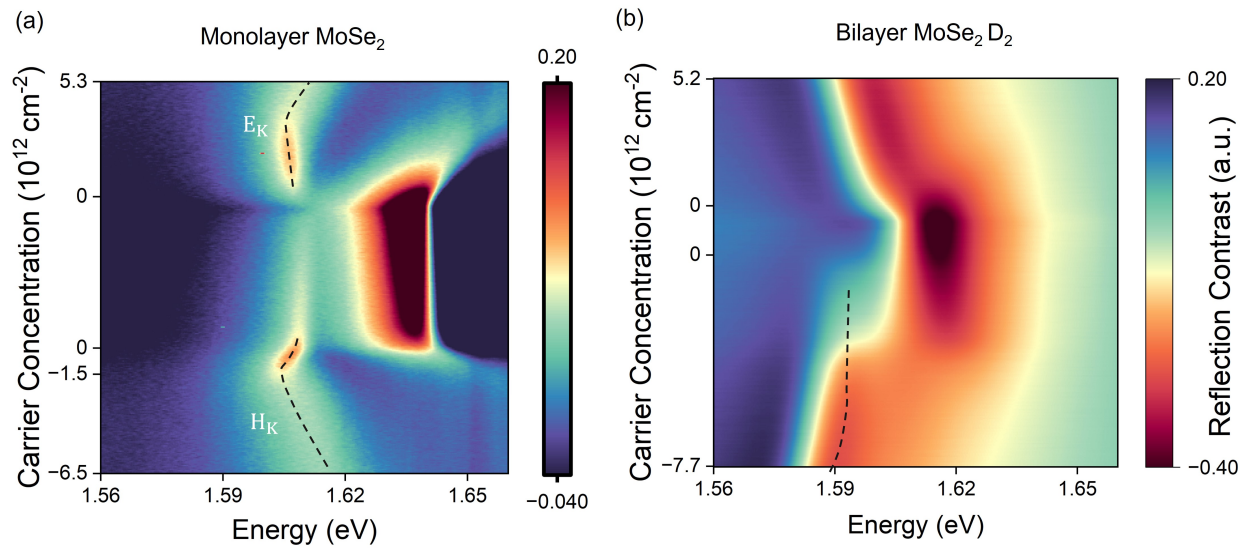 (a)
Monolayer MoSe₂
0.20
5.3
0
0
−1.5
−6.5
Carrier Concentration (10¹² cm⁻²)
E_K
H_K
1.56
1.59
1.62
1.65
Energy (eV)
−0.040
(b)
Bilayer MoSe₂ D₂
5.2
0
0
−7.7
Carrier Concentration (10¹² cm⁻²)
1.56
1.59
1.62
1.65
Energy (eV)
0.20
−0.40
Reflection Contrast (a.u.)